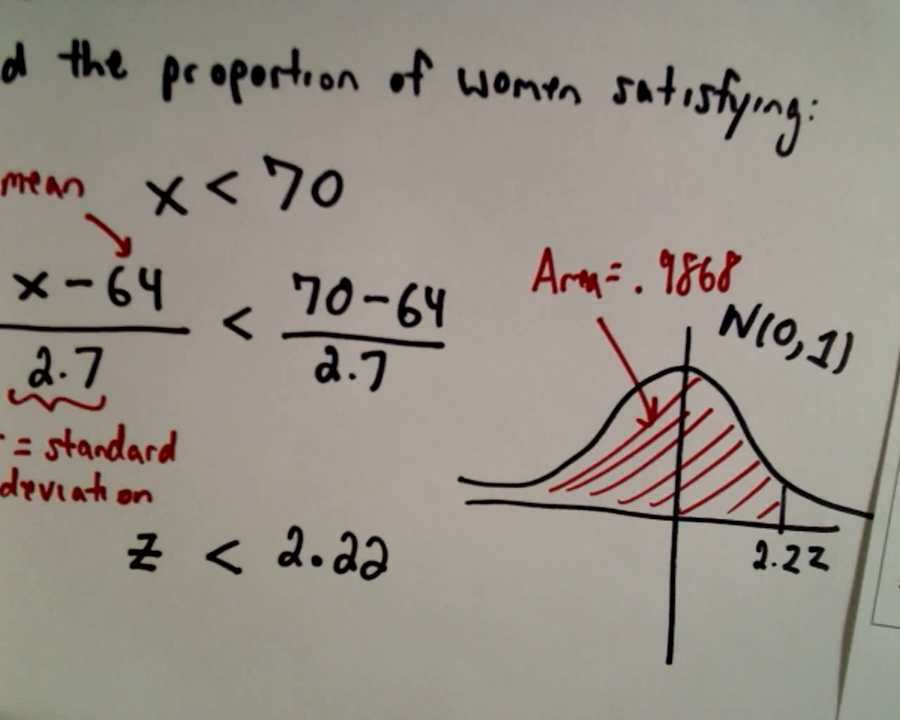 d the proportion of women satisfying:
mean
x < 70
x - 64 / 2.7 < 70 - 64 / 2.7
= standard
deviation
z < 2.22
Area = .9868
N(0,1)
2.22